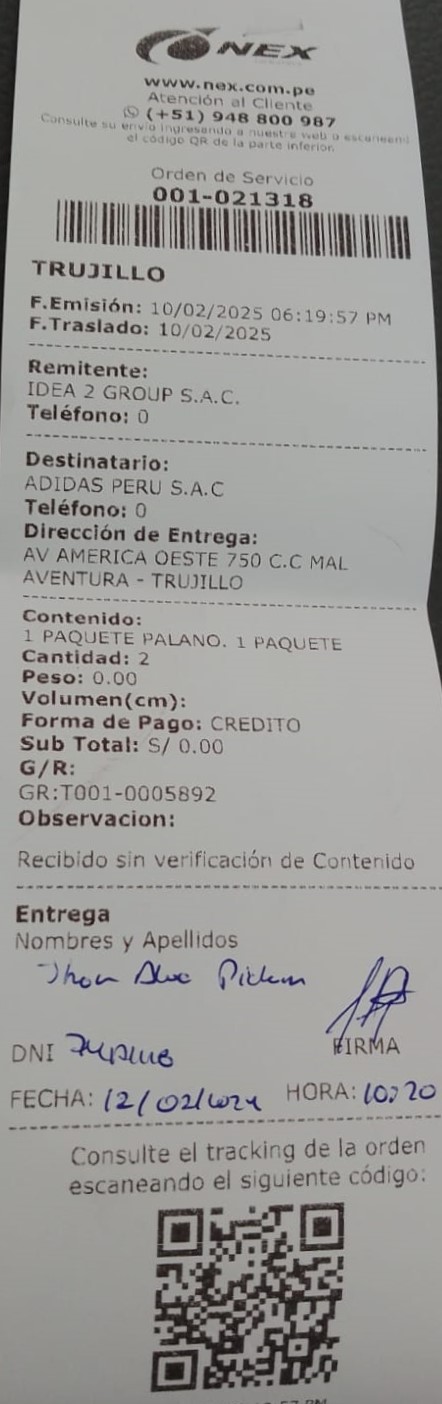 NEX
www.nex.com.pe
Atención al Cliente
(+51) 948 800 987
Consulte su envío ingresando a nuestra web o escaneem
el código QR de la parte inferior.
Orden de Servicio
001-021318
TRUJILLO
F.Emisión: 10/02/2025 06:19:57 PM
F.Traslado: 10/02/2025
Remitente:
IDEA 2 GROUP S.A.C.
Teléfono: 0
Destinatario:
ADIDAS PERU S.A.C
Teléfono: 0
Dirección de Entrega:
AV AMERICA OESTE 750 C.C MAL
AVENTURA - TRUJILLO
Contenido:
1 PAQUETE PALANO. 1 PAQUETE
Cantidad: 2
Peso: 0.00
Volumen(cm):
Forma de Pago: CREDITO
Sub Total: S/ 0.00
G/R:
GR:T001-0005892
Observacion:
Recibido sin verificación de Contenido
Entrega
Nombres y Apellidos
Jhon
DNI
FIRMA
FECHA: 12/02/ HORA: 10:20
Consulte el tracking de la orden
escaneando el siguiente código: